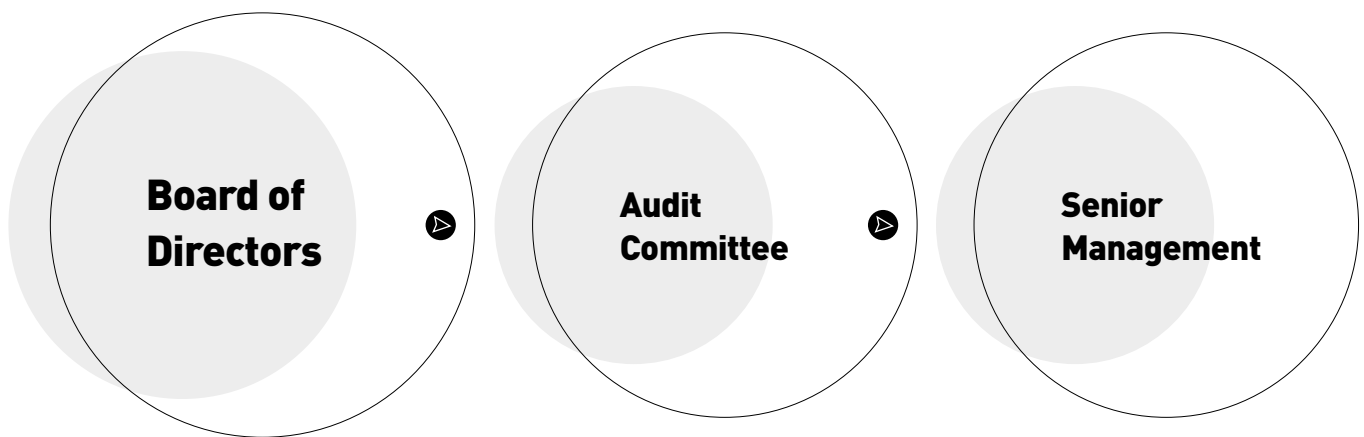 Board of
Directors
Audit
Committee
Senior
Management